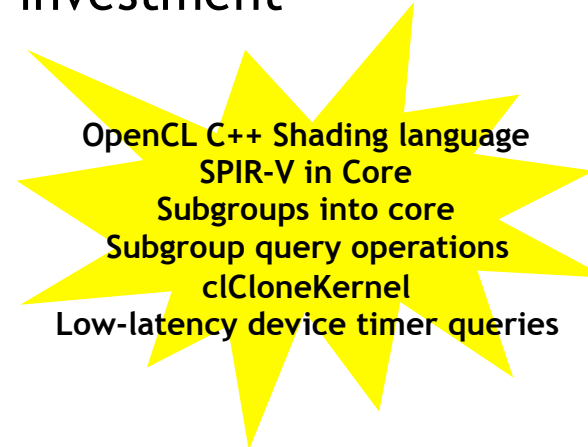 investment
OpenCL C++ Shading language
SPIR-V in Core
Subgroups into core
Subgroup query operations
clCloneKernel
Low-latency device timer queries